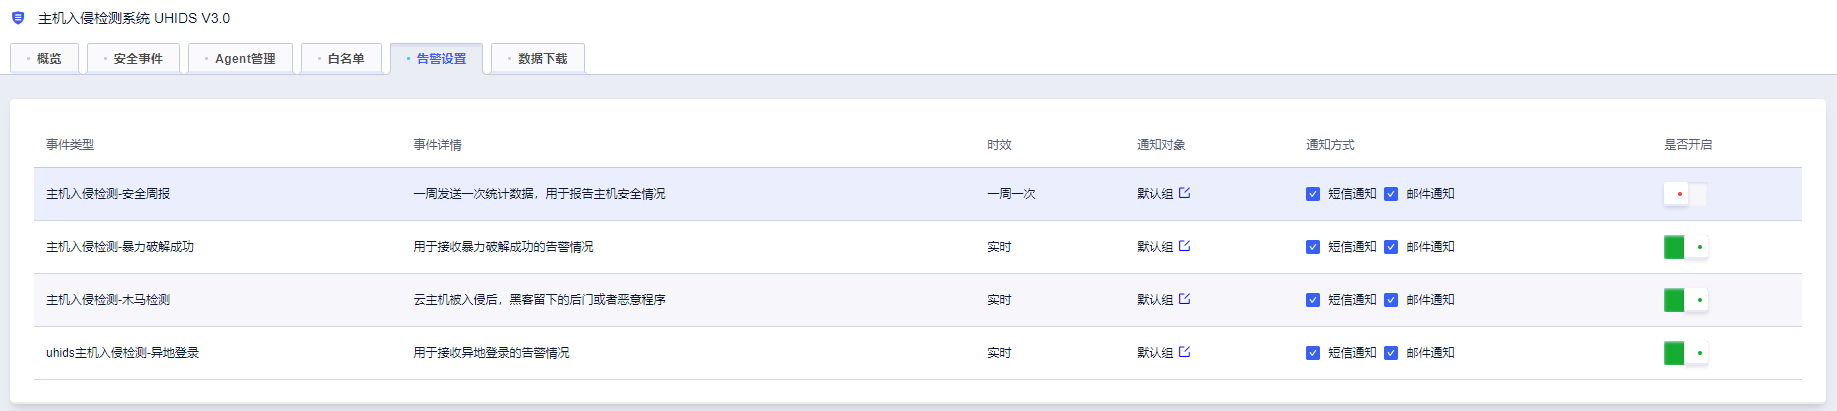 主机入侵检测系统 UHIDS V3.0
概览 安全事件 Agent管理 白名单 告警设置 数据下载
事件类型 事件详情 时效 通知对象 通知方式 是否开启
主机入侵检测-安全周报 一周发送一次统计数据，用于报告主机安全情况 一周一次 默认组 短信通知 邮件通知
主机入侵检测-暴力破解成功 用于接收暴力破解成功的告警情况 实时 默认组 短信通知 邮件通知
主机入侵检测-木马检测 云主机被入侵后，黑客留下的后门或者恶意程序 实时 默认组 短信通知 邮件通知
uhids主机入侵检测-异地登录 用于接收异地登录的告警情况 实时 默认组 短信通知 邮件通知